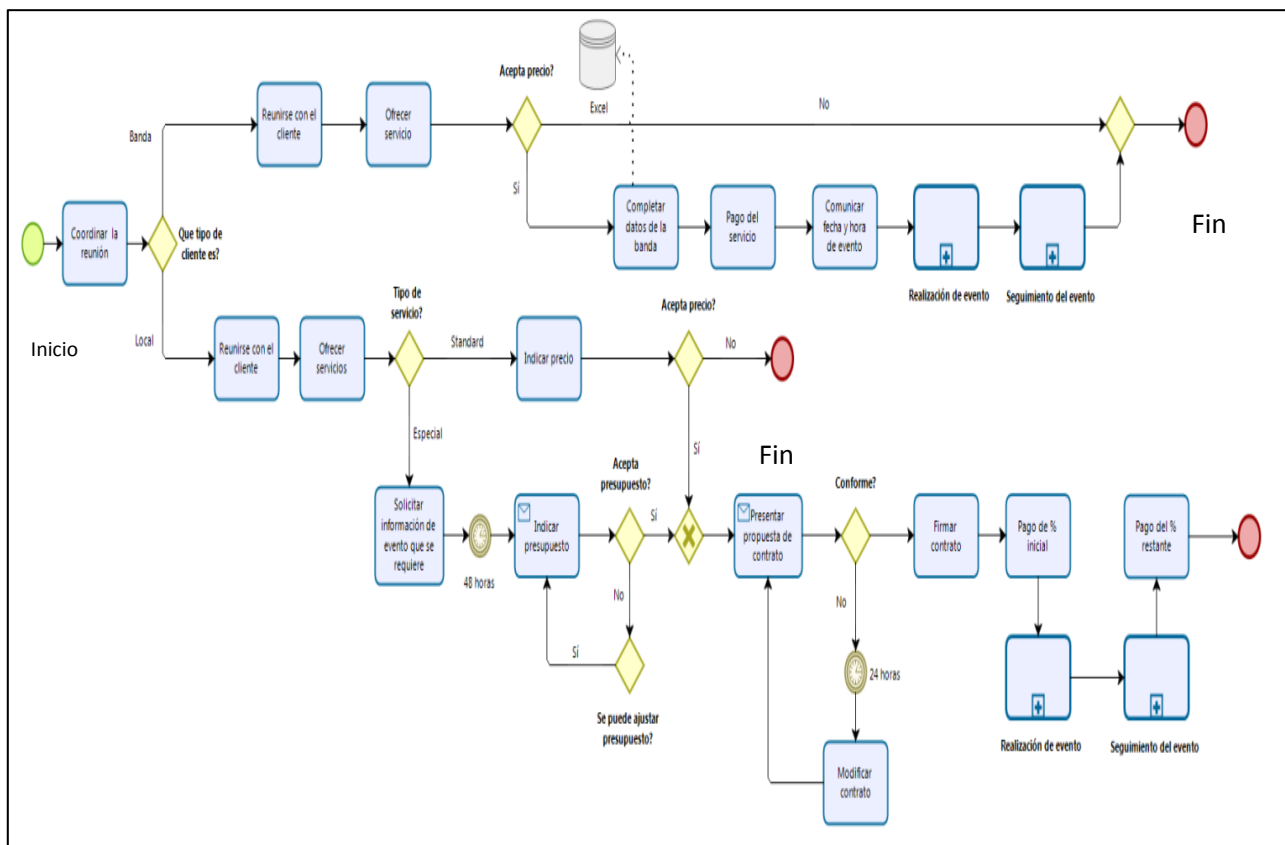 Acepta precio?
Excel
No
Banda
Reunirse con el
cliente
Ofrecer
servicio
Sí
Coordinar la
reunión
Que tipo de
cliente es?
Completar
datos de la
banda
Pago del
servicio
Comunicar
fecha y hora
de evento
Fin
Realización de evento
Seguimiento del evento
Inicio
Local
Reunirse con el
cliente
Ofrecer
servicios
Tipo de
servicio?
Standard
Indicar precio
Acepta precio?
No
Especial
Sí
Fin
Solicitar
información de
evento que se
requiere
48 horas
Indicar
presupuesto
Acepta
presupuesto?
Sí
No
Sí
Se puede ajustar
presupuesto?
Presentar
propuesta de
contrato
Conforme?
No
24 horas
Modificar
contrato
Firmar
contrato
Pago de %
inicial
Pago del %
restante
Realización de evento
Seguimiento del evento